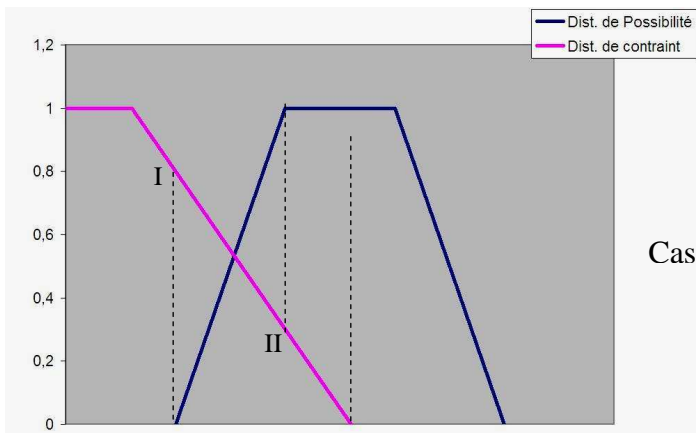 Dist. de Possibilité
Dist. de contraint
1,2
1
0,8
I
0,6
Cas
0,4
II
0,2
0